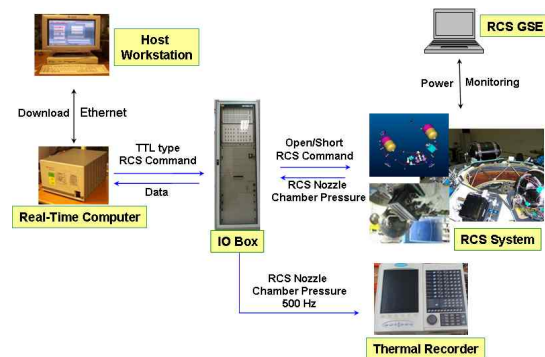 Host
Workstation
RCS GSE
Download
Ethernet
Power
Monitoring
TTL type
RCS Command
Data
Open/Short
RCS Command
RCS Nozzle
Chamber Pressure
Real-Time Computer
IO Box
RCS System
RCS Nozzle
Chamber Pressure
500 Hz
Thermal Recorder